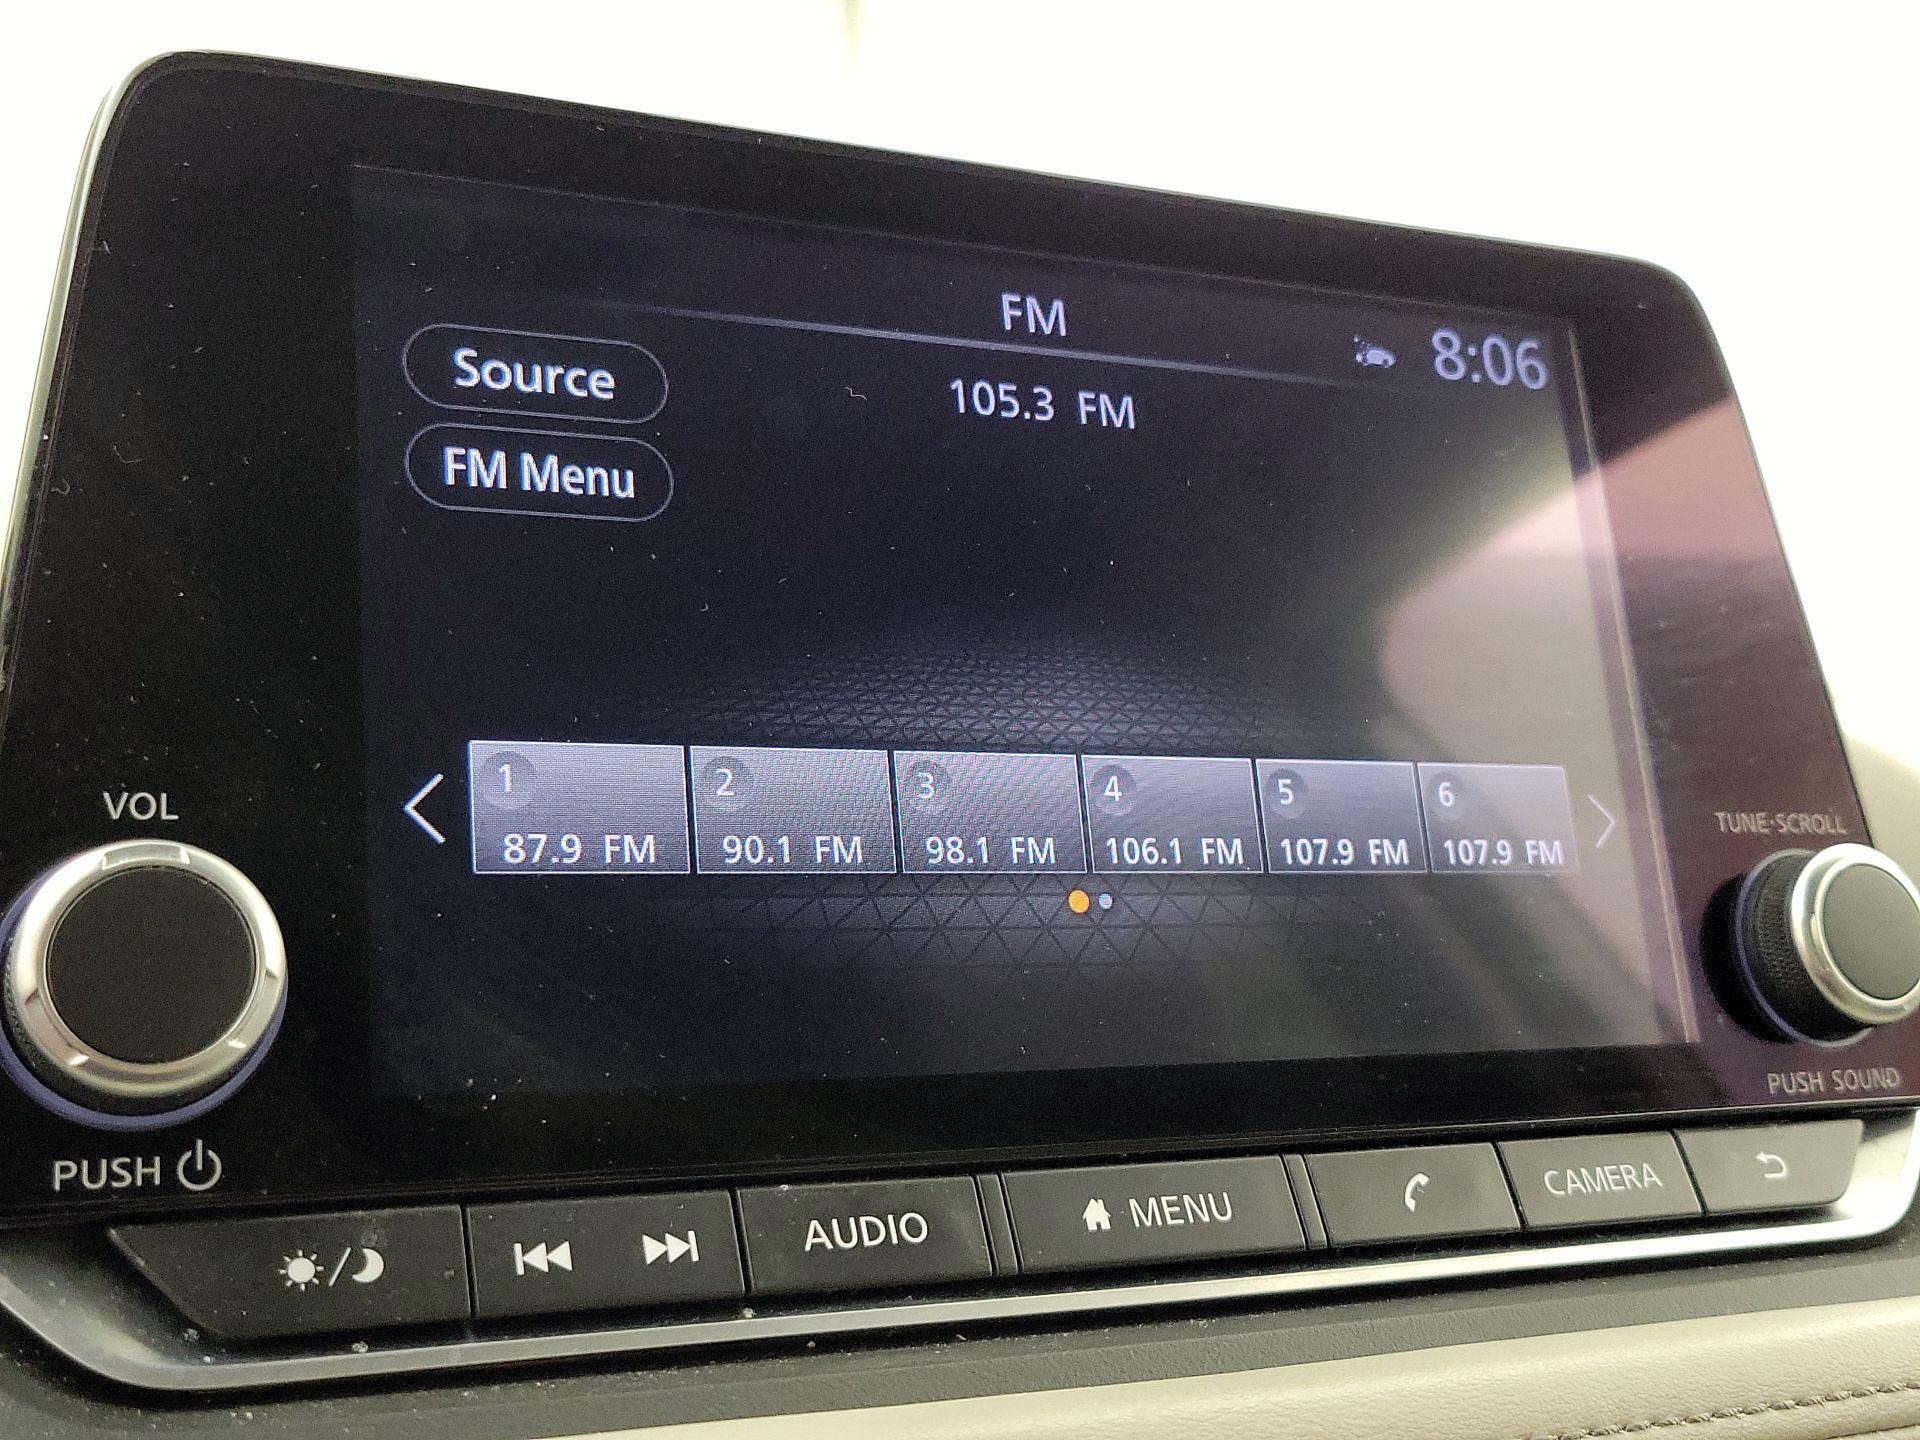 FM
8:06
Source
105.3 FM
FM Menu
1
2
3
4
5
6
87.9 FM
90.1 FM
98.1 FM
106.1 FM
107.9 FM
107.9 FM
VOL
TUNE·SCROLL
PUSH
PUSH SOUND
AUDIO
MENU
CAMERA